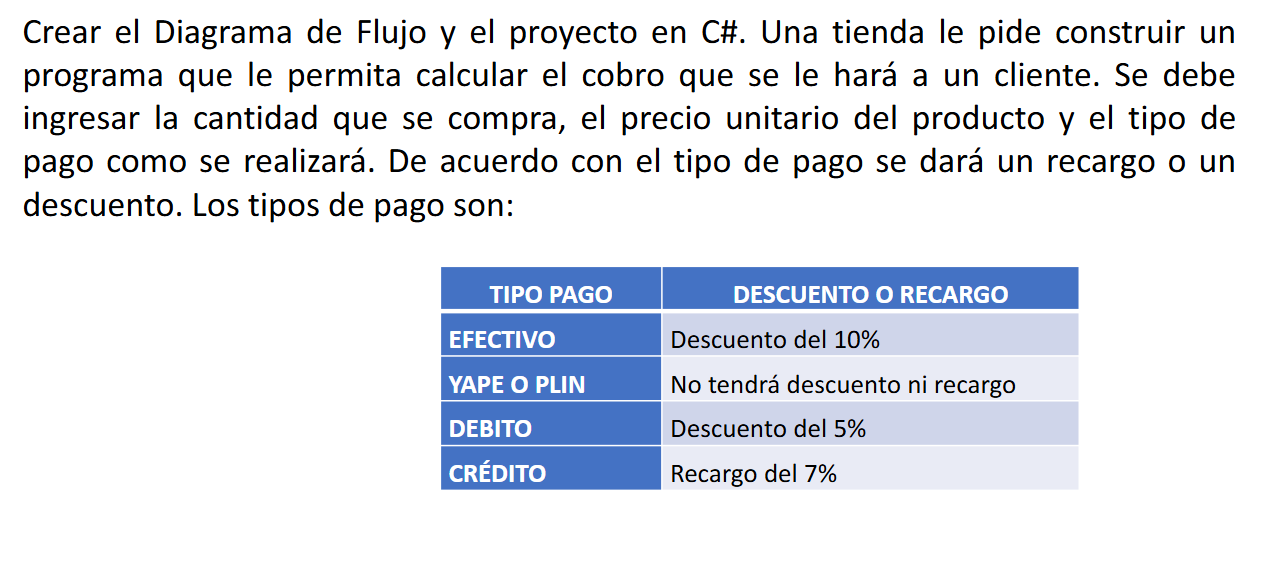 Crear el Diagrama de Flujo y el proyecto en C#. Una tienda le pide construir un
programa que le permita calcular el cobro que se le hará a un cliente. Se debe
ingresar la cantidad que se compra, el precio unitario del producto y el tipo de
pago como se realizará. De acuerdo con el tipo de pago se dará un recargo o un
descuento. Los tipos de pago son:
TIPO PAGO DESCUENTO O RECARGO
EFECTIVO Descuento del 10%
YAPE O PLIN No tendrá descuento ni recargo
DEBITO Descuento del 5%
CRÉDITO Recargo del 7%